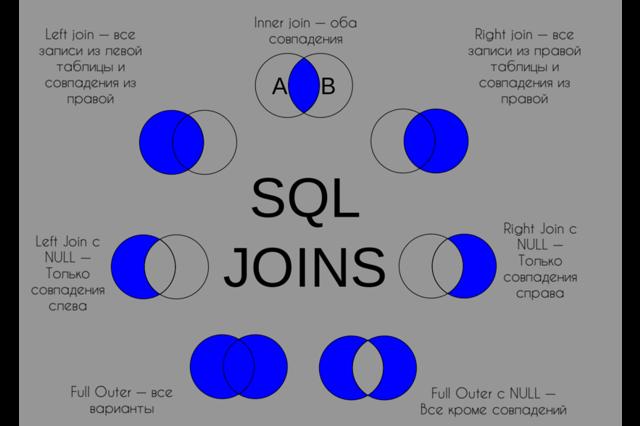 Left join — все
записи из левой
таблицы и
совпадения из
правой
Inner join — оба
совпадения
A B
Right join — все
записи из правой
таблицы и
совпадения из
правой
SQL
JOINS
Left Join с
NULL —
Только
совпадения
слева
Right Join с
NULL —
Только
совпадения
справа
Full Outer — все
варианты
Full Outer с NULL —
Все кроме совпадений